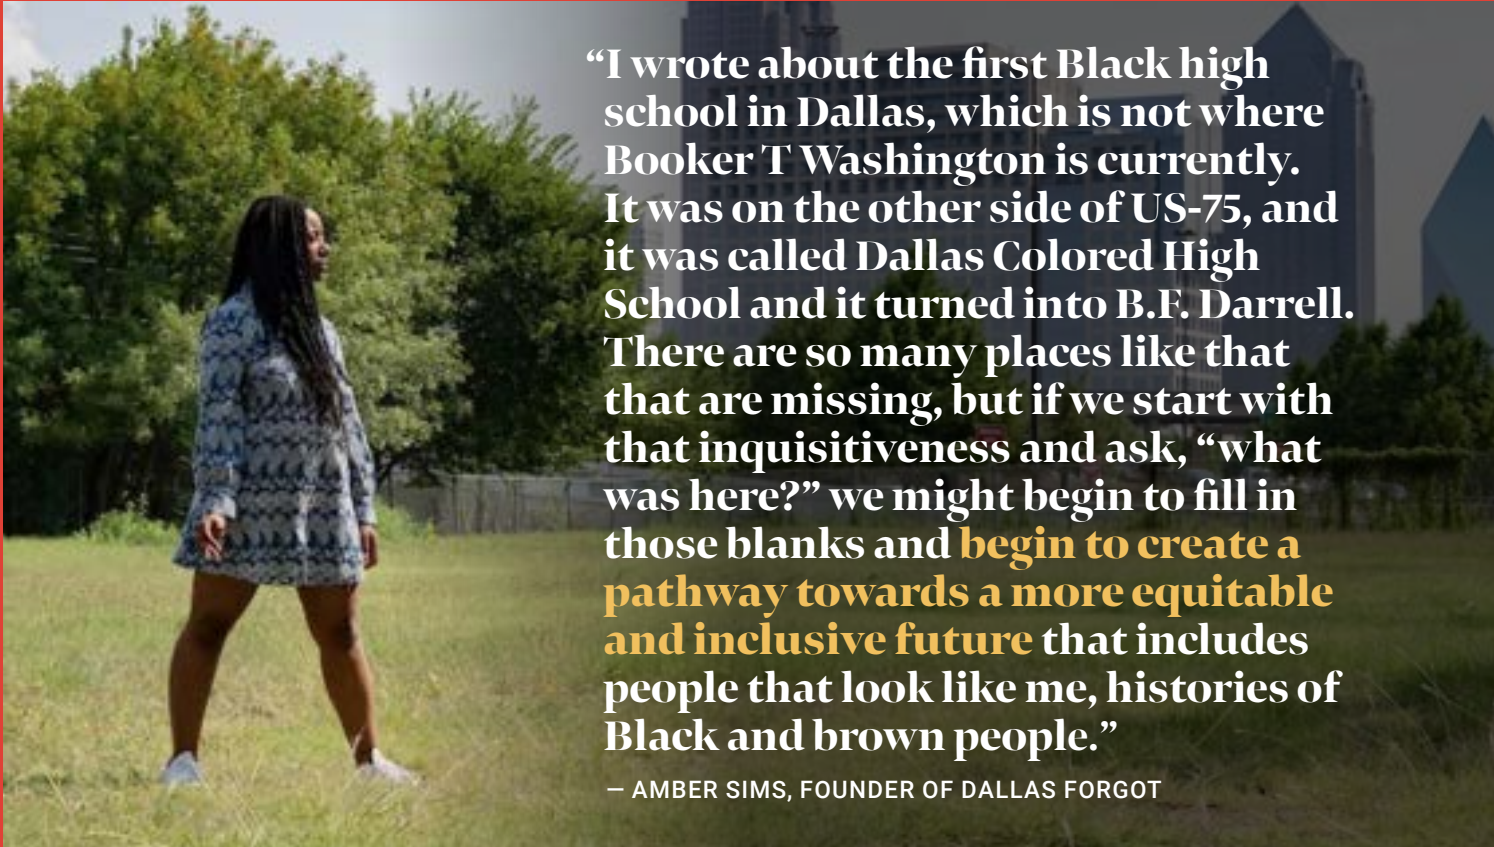 “I wrote about the first Black high
school in Dallas, which is not where
Booker T Washington is currently.
It was on the other side of US-75, and
it was called Dallas Colored High
School and it turned into B.F. Darrell.
There are so many places like that
that are missing, but if we start with
that inquisitiveness and ask, “what
was here?” we might begin to fill in
those blanks and begin to create a
pathway towards a more equitable
and inclusive future that includes
people that look like me, histories of
Black and brown people.”
— AMBER SIMS, FOUNDER OF DALLAS FORGOT